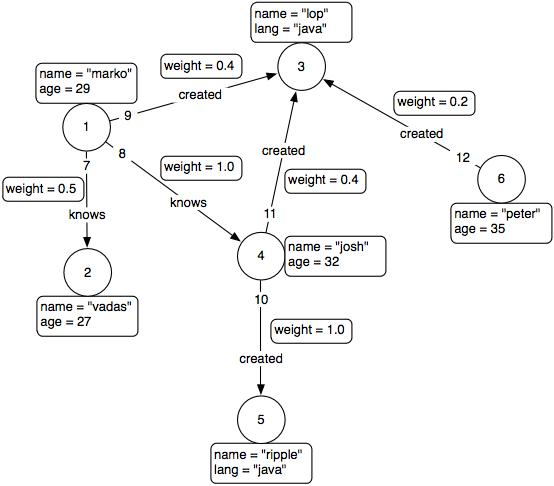 name = "lop"
lang = "java"
weight = 0.4
3
name = "marko"
age = 29
created
weight = 0.2
9
1
created
7
8
created
12
weight = 1.0
weight = 0.5
weight = 0.4
6
knows
knows
11
name = "peter"
age = 35
4
name = "josh"
age = 32
2
10
name = "vadas"
age = 27
weight = 1.0
created
5
name = "ripple"
lang = "java"